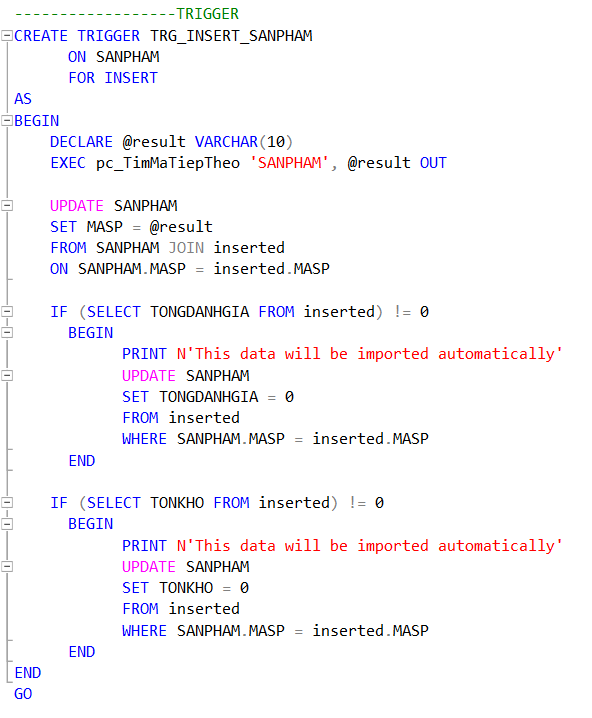 ------------------TRIGGER
CREATE TRIGGER TRG_INSERT_SANPHAM
ON SANPHAM
FOR INSERT
AS
BEGIN
DECLARE @result VARCHAR(10)
EXEC pc_TimMaTiepTheo 'SANPHAM', @result OUT
UPDATE SANPHAM
SET MASP = @result
FROM SANPHAM JOIN inserted
ON SANPHAM.MASP = inserted.MASP
IF (SELECT TONGDANHGIA FROM inserted) != 0
BEGIN
PRINT N'This data will be imported automatically'
UPDATE SANPHAM
SET TONGDANHGIA = 0
FROM inserted
WHERE SANPHAM.MASP = inserted.MASP
END
IF (SELECT TONKHO FROM inserted) != 0
BEGIN
PRINT N'This data will be imported automatically'
UPDATE SANPHAM
SET TONKHO = 0
FROM inserted
WHERE SANPHAM.MASP = inserted.MASP
END
END
GO